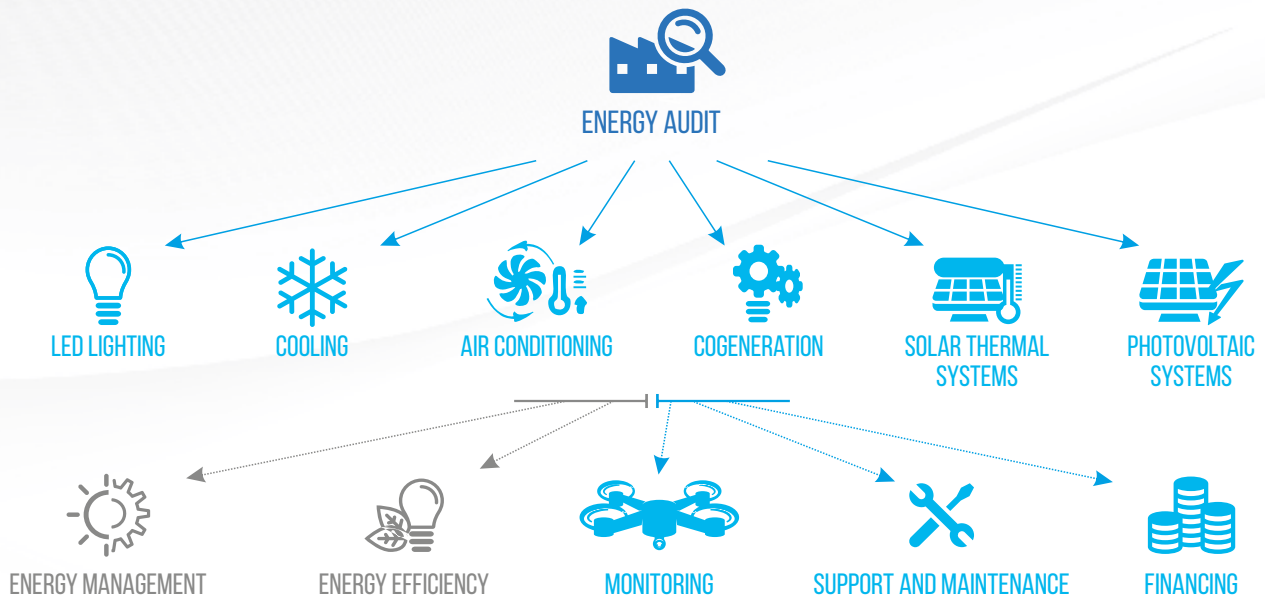 ENERGY AUDIT
LED LIGHTING
COOLING
AIR CONDITIONING
COGENERATION
SOLAR THERMAL
SYSTEMS
PHOTOVOLTAIC
SYSTEMS
ENERGY MANAGEMENT
ENERGY EFFICIENCY
MONITORING
SUPPORT AND MAINTENANCE
FINANCING